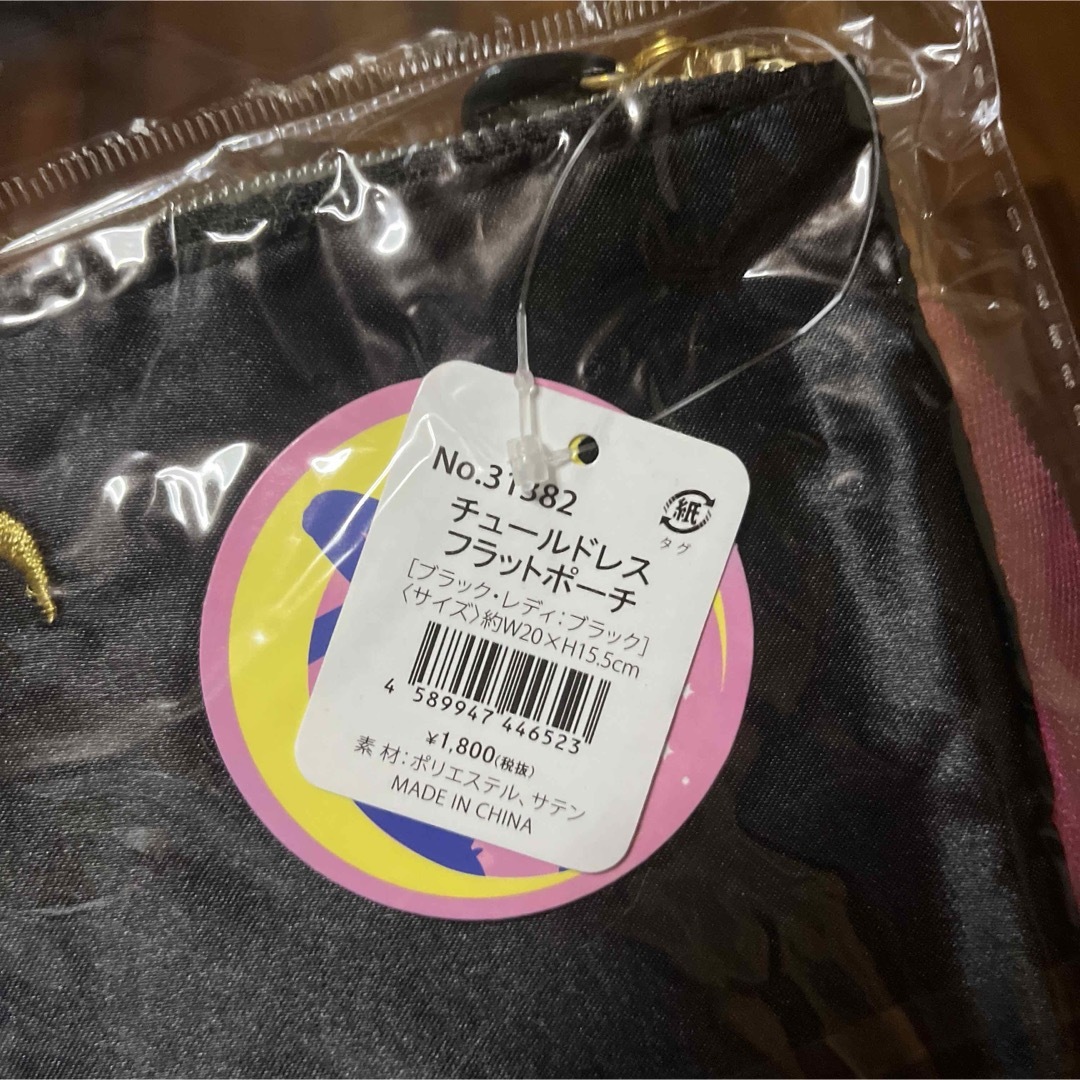 No.31382
チュールドレス
フラットポーチ
[ブラック・レディ:ブラック]
〈サイズ〉約W20×H15.5cm
4 589947 446523
¥1,800(税抜)
素 材:ポリエステル、サテン
MADE IN CHINA
紙
タグ